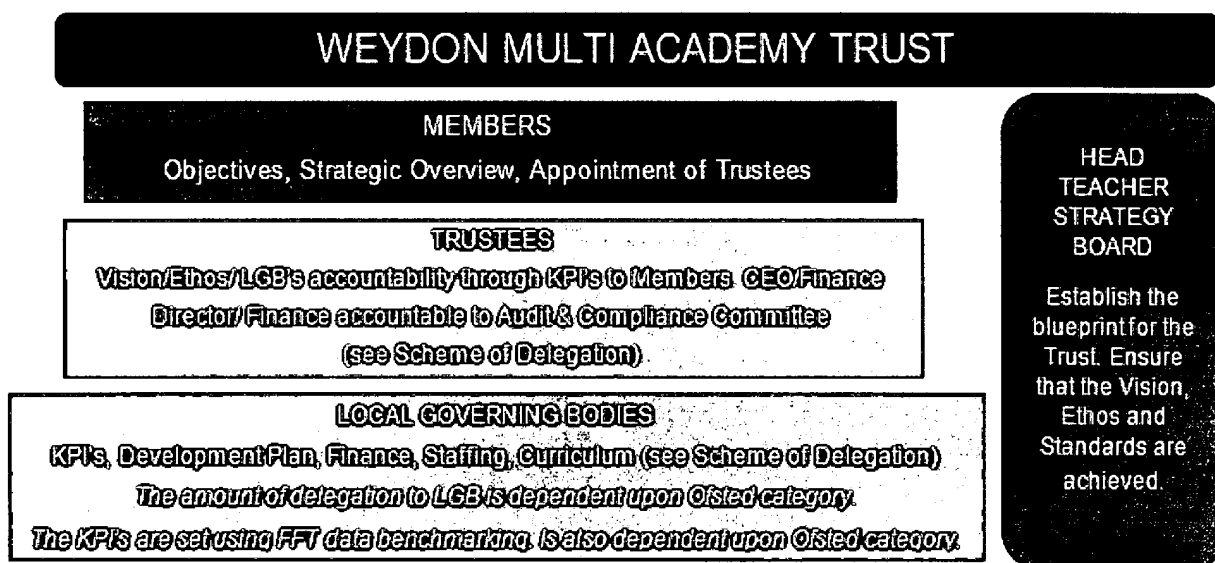 WEYDON MULTI ACADEMY TRUST
MEMBERS
Objectives, Strategic Overview, Appointment of Trustees
TRUSTEES
Vision/Ethos/ LGB's accountability through KPI's to Members. CEO/Finance
Director/ Finance accountable to Audit & Compliance Committee
(see Scheme of Delegation)
LOCAL GOVERNING BODIES
KPI's, Development Plan, Finance, Staffing, Curriculum (see Scheme of Delegation)
The amount of delegation to LGB is dependent upon Ofsted category.
The KPI's are set using FFT data benchmarking. Is also dependent upon Ofsted category.
HEAD
TEACHER
STRATEGY
BOARD
Establish the
blueprint for the
Trust. Ensure
that the Vision,
Ethos and
Standards are
achieved.